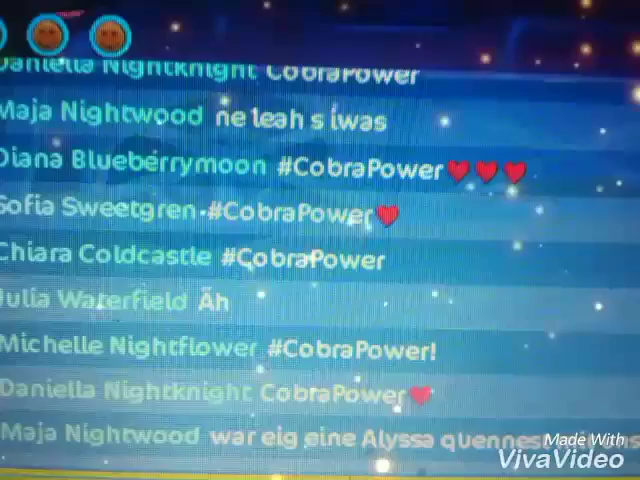 Daniella Nightknight CobraPower
Maja Nightwood ne leah s iwas
Diana Blueberrymoon #CobraPower❤❤❤
Sofia Sweetgren #CobraPower❤
Chiara Coldcastle #CobraPower
Julia Waterfield Äh
Michelle Nightflower #CobraPower!
Daniella Nightknight CobraPower❤
Maja Nightwood war eig eine Alyssa
Made With
VivaVideo